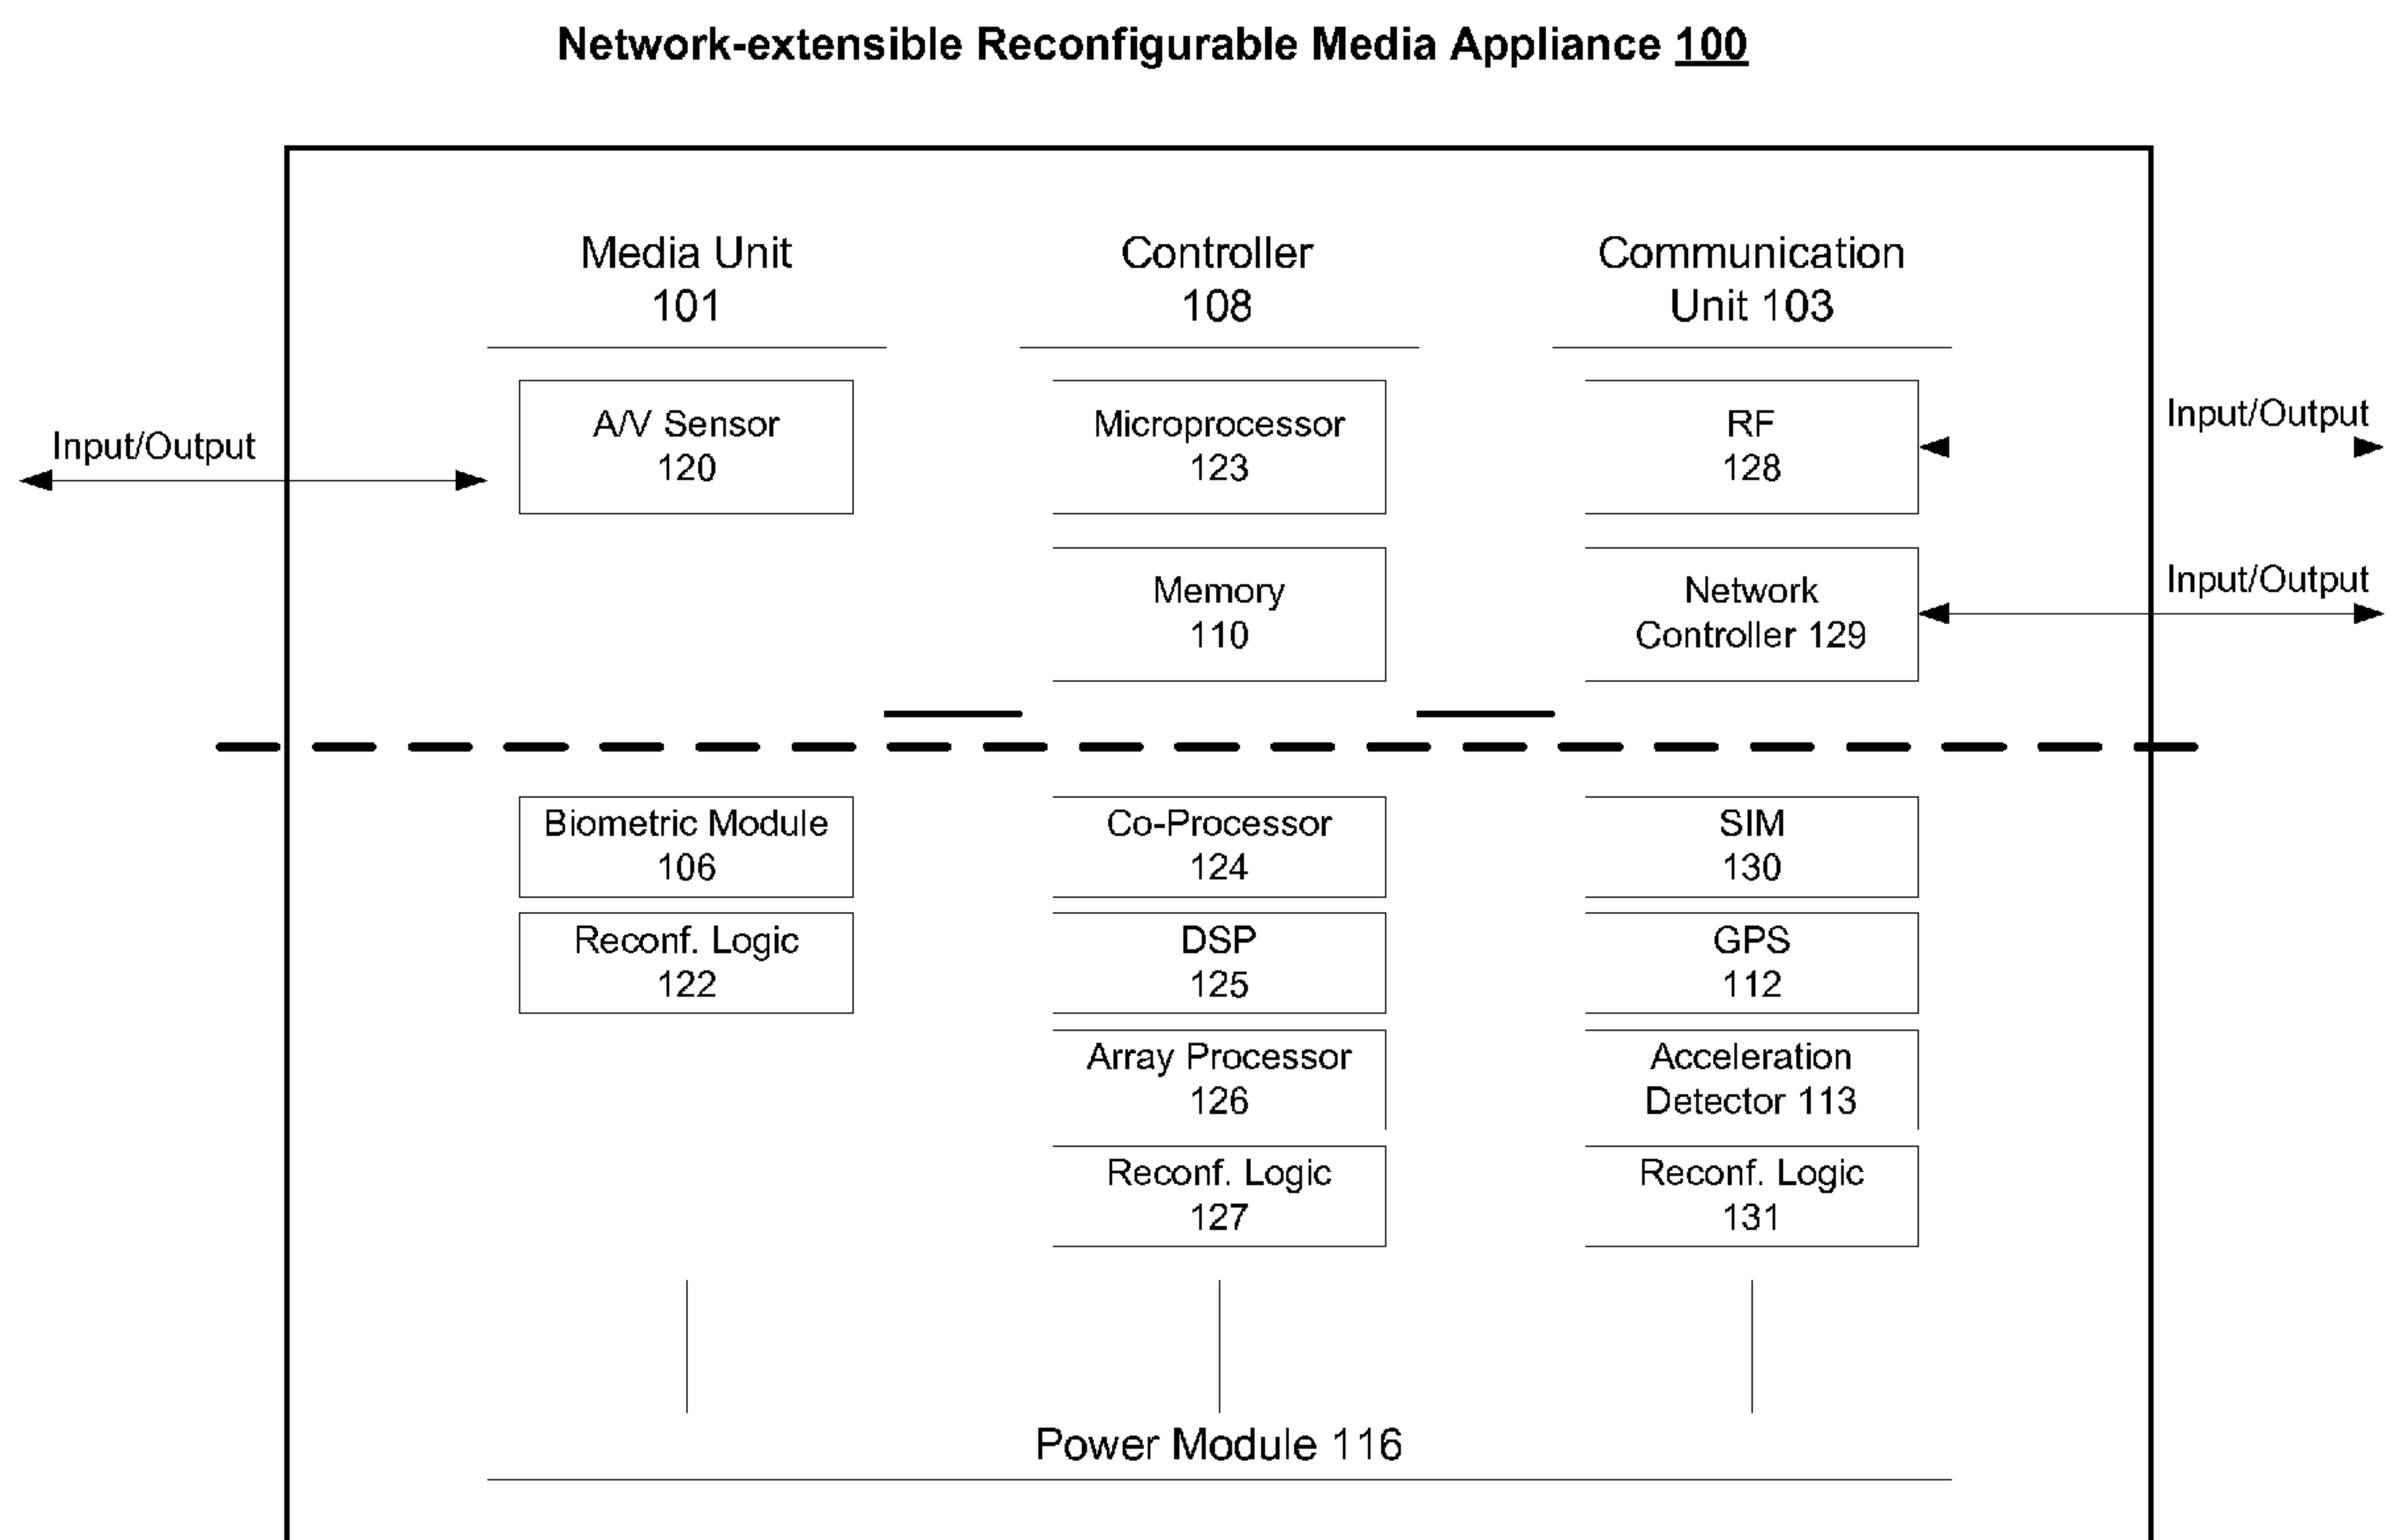 Network-extensible Reconfigurable Media Appliance 100
Media Unit
101
Controller
108
Communication
Unit 103
Input/Output
A/V Sensor
120
Microprocessor
123
RF
128
Input/Output
Memory
110
Network
Controller 129
Input/Output
Biometric Module
106
Co-Processor
124
SIM
130
Reconf. Logic
122
DSP
125
GPS
112
Array Processor
126
Acceleration
Detector 113
Reconf. Logic
127
Reconf. Logic
131
Power Module 116